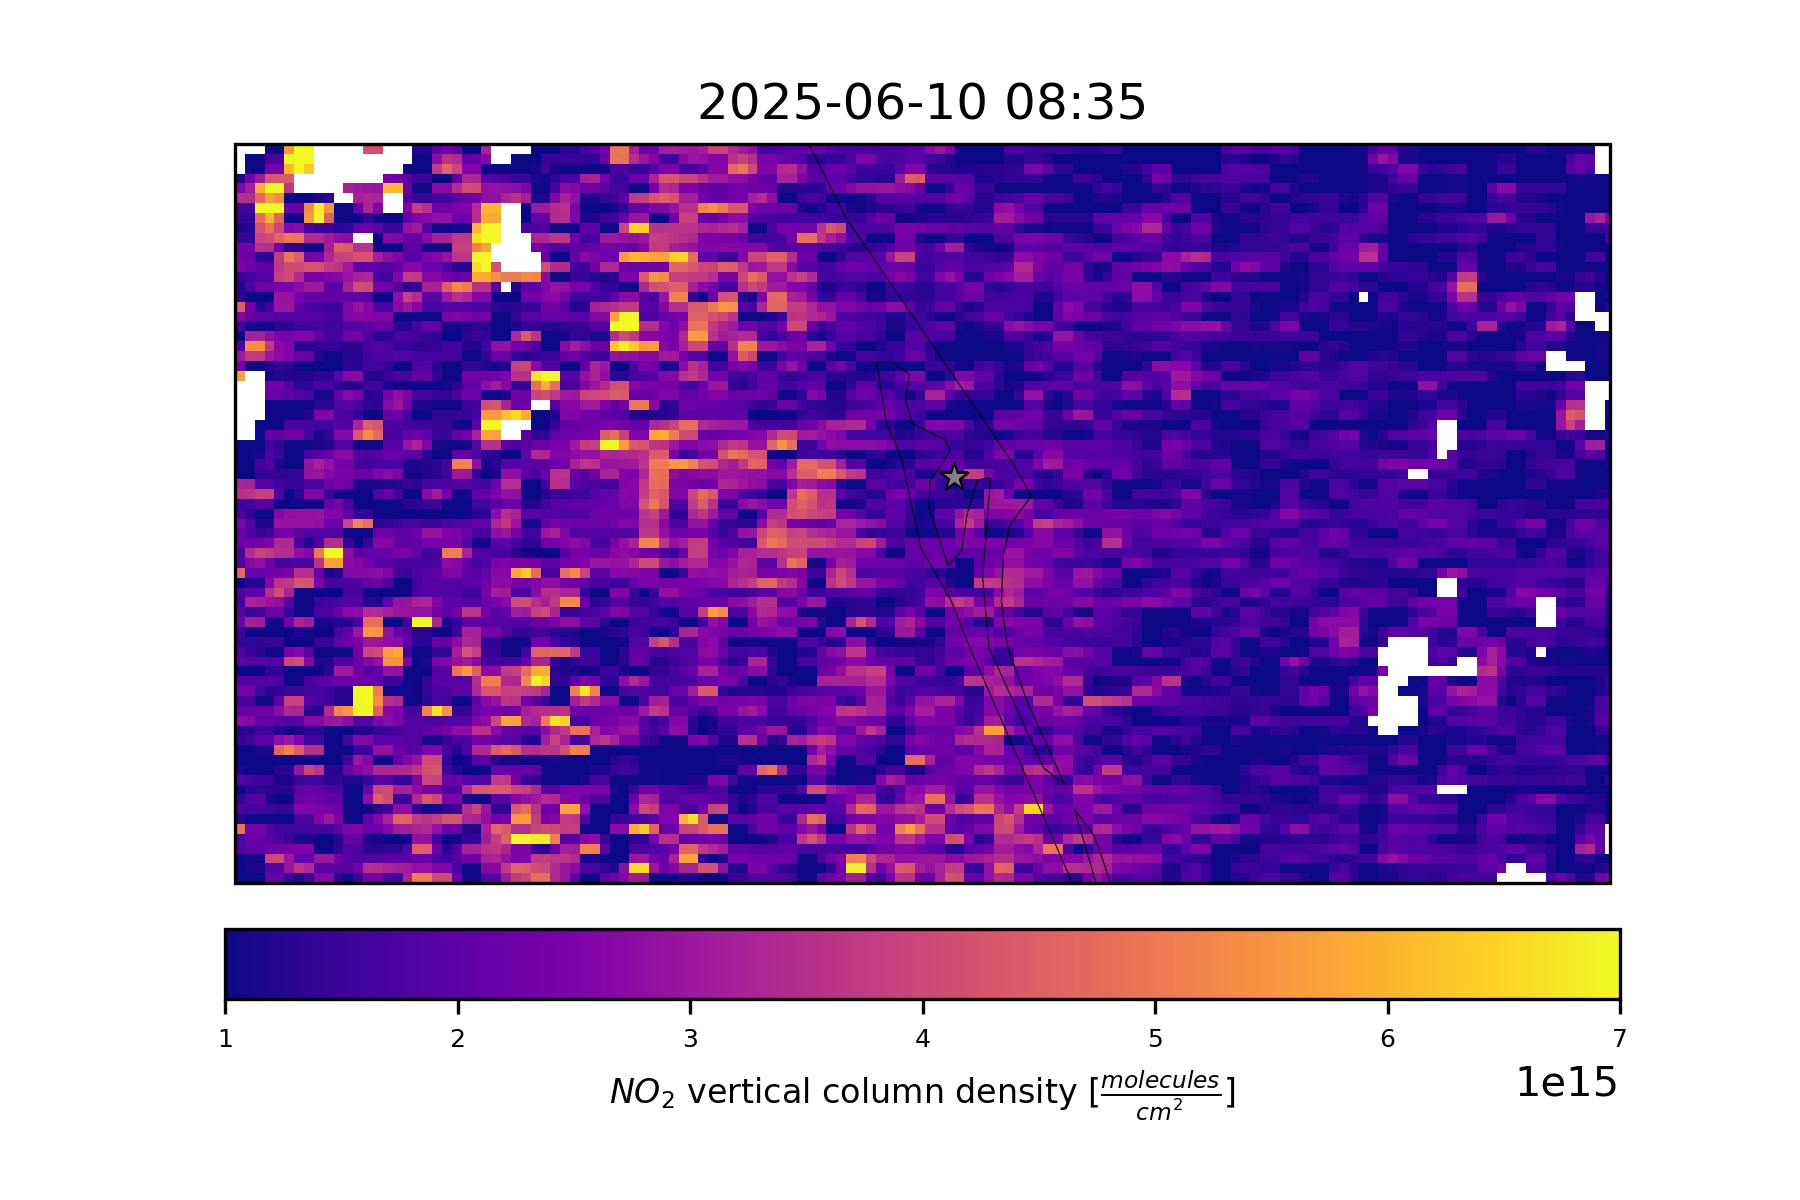 2025-06-10 08:35
1 2 3 4 5 6 7
1e15
NO₂ vertical column density [molecules/cm²]